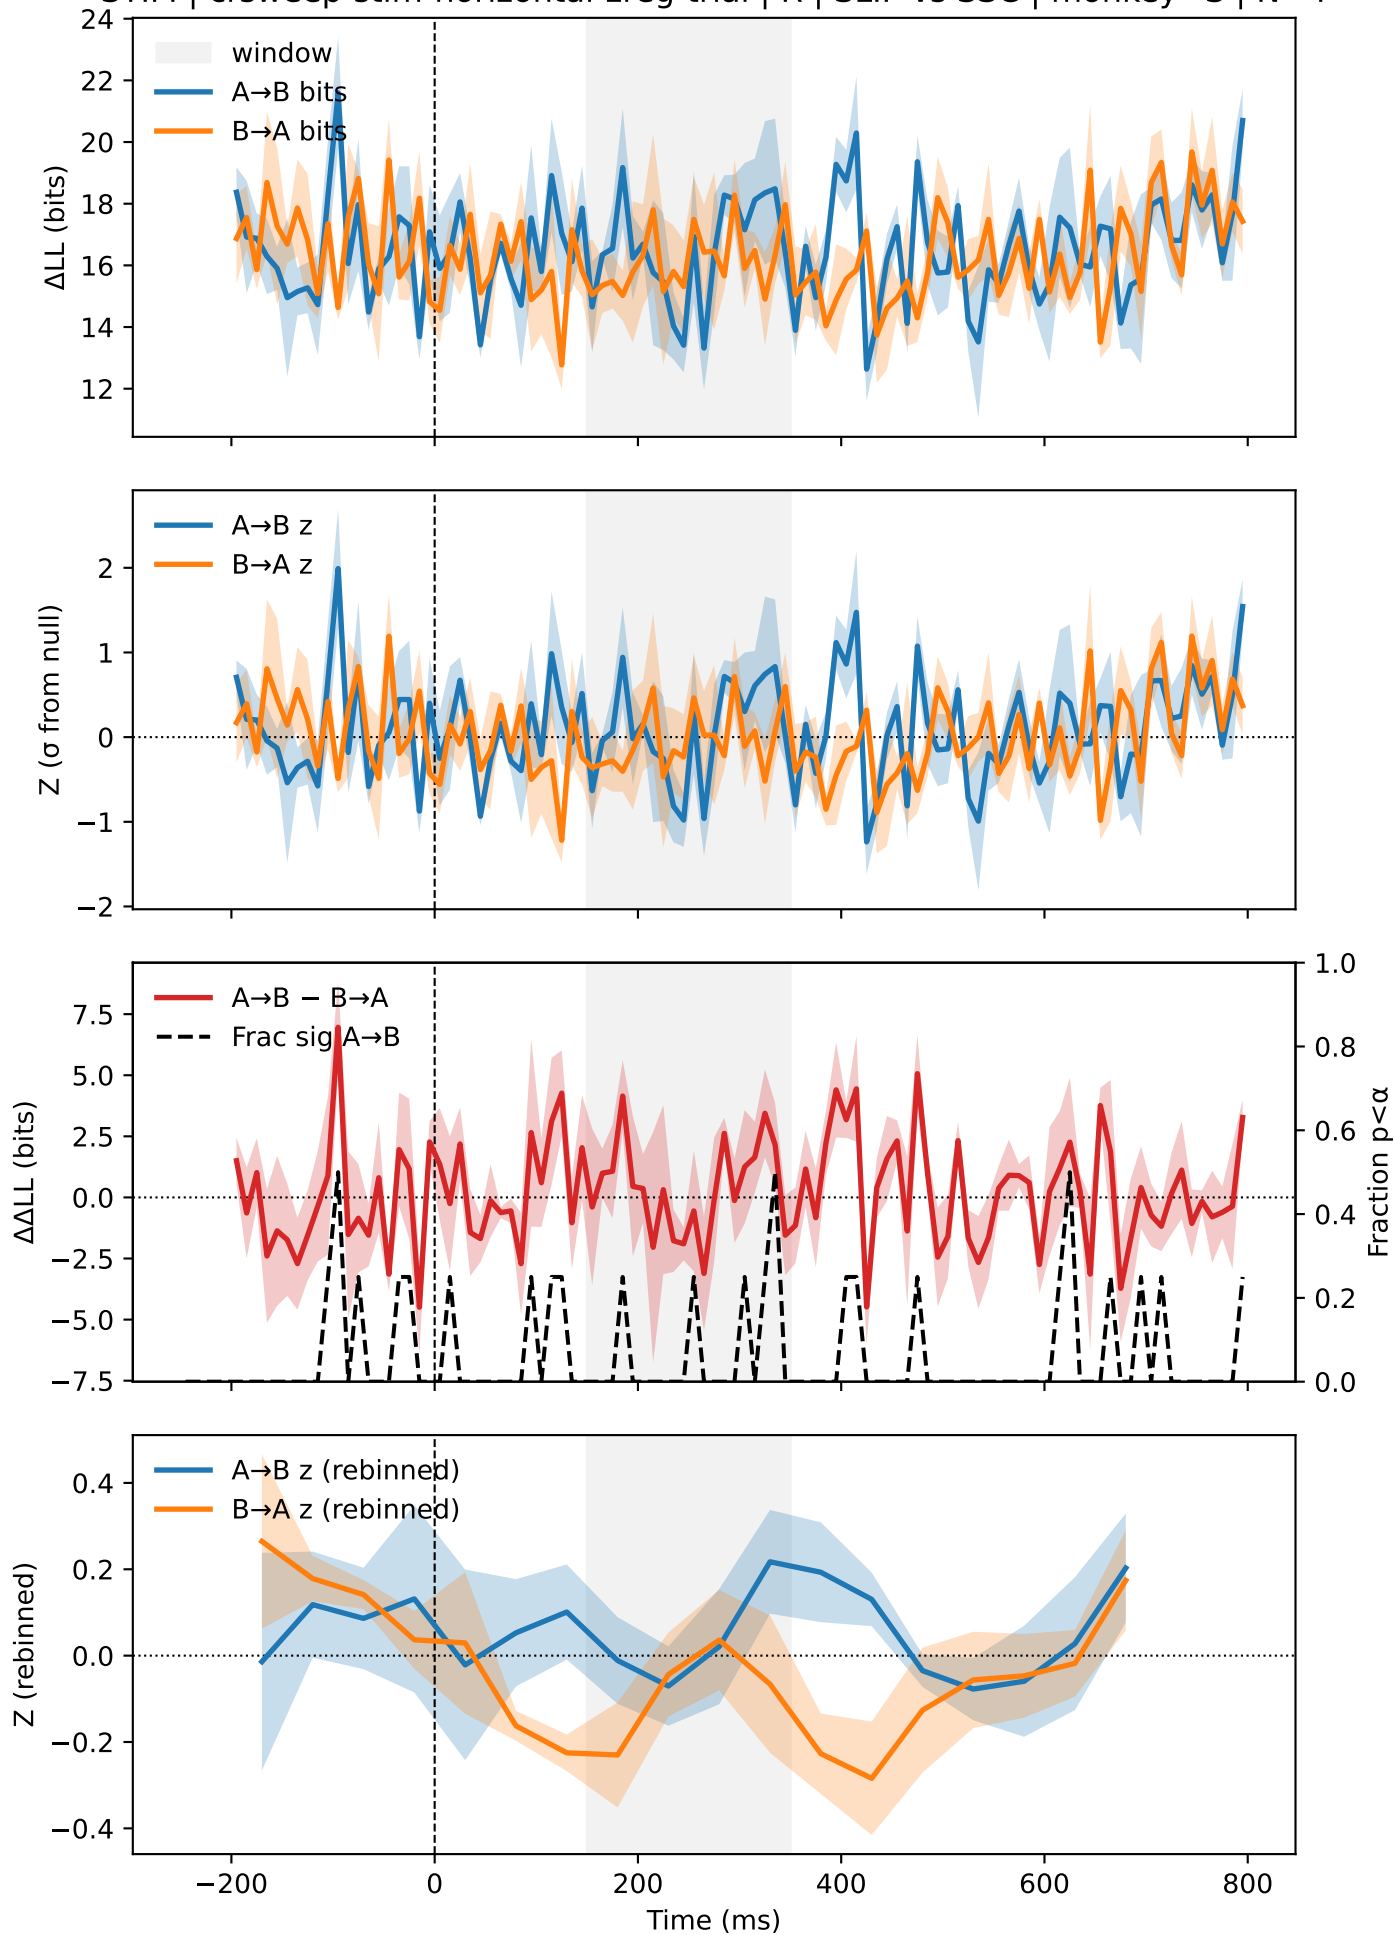 window
A→B bits
B→A bits
ΔLL (bits)
24
22
20
18
16
14
12
A→B z
B→A z
Z (σ from null)
2
1
0
−1
−2
A→B − B→A
Frac sig A→B
ΔΔLL (bits)
7.5
5.0
2.5
0.0
−2.5
−5.0
−7.5
1.0
0.8
0.6
0.4
0.2
0.0
Fraction p<α
A→B z (rebinned)
B→A z (rebinned)
Z (rebinned)
0.4
0.2
0.0
−0.2
−0.4
−200
0
200
400
600
800
Time (ms)